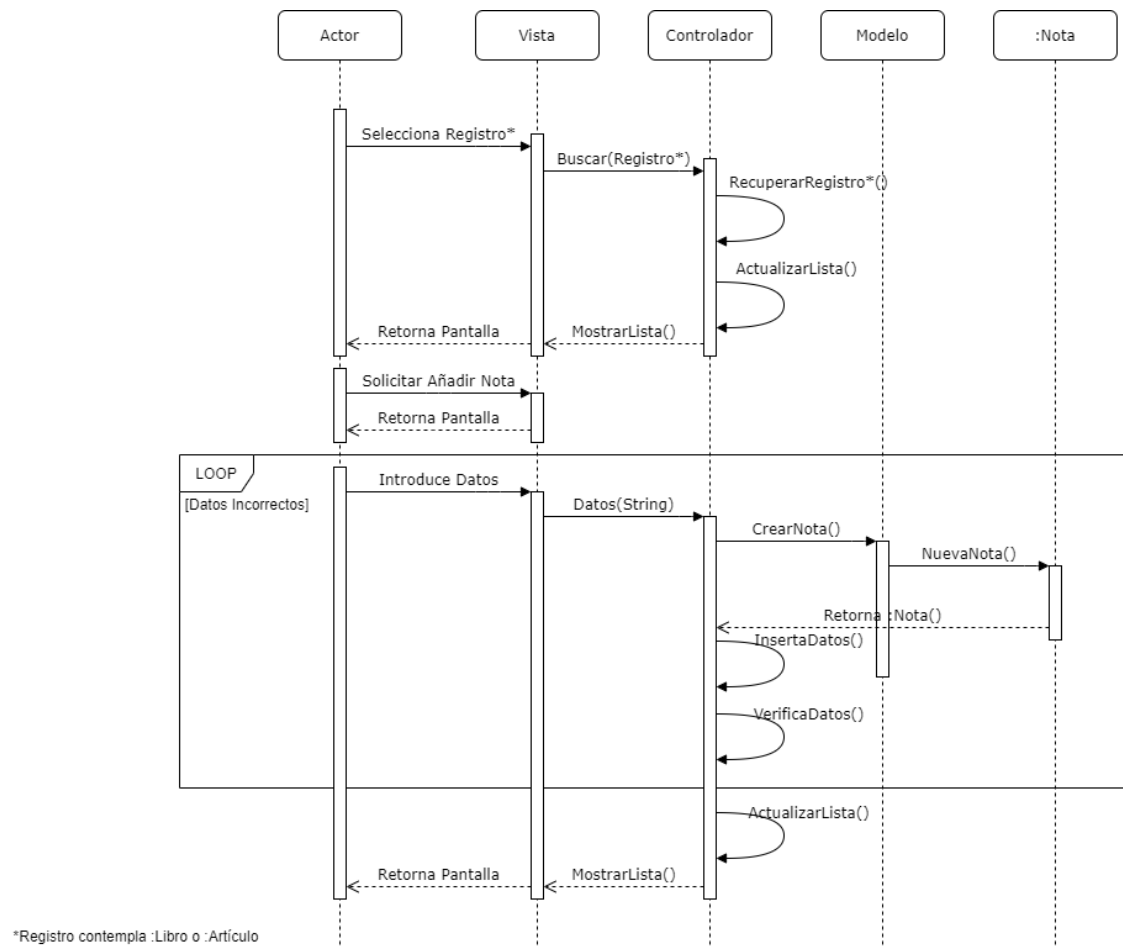 Actor
Vista
Controlador
Modelo
:Nota
Selecciona Registro*
Buscar(Registro*)
RecuperarRegistro*()
ActualizarLista()
Retorna Pantalla
MostrarLista()
Solicitar Añadir Nota
Retorna Pantalla
LOOP
[Datos Incorrectos]
Introduce Datos
Datos(String)
CrearNota()
NuevaNota()
Retorna :Nota()
InsertaDatos()
VerificaDatos()
ActualizarLista()
Retorna Pantalla
MostrarLista()
*Registro contempla :Libro o :Artículo